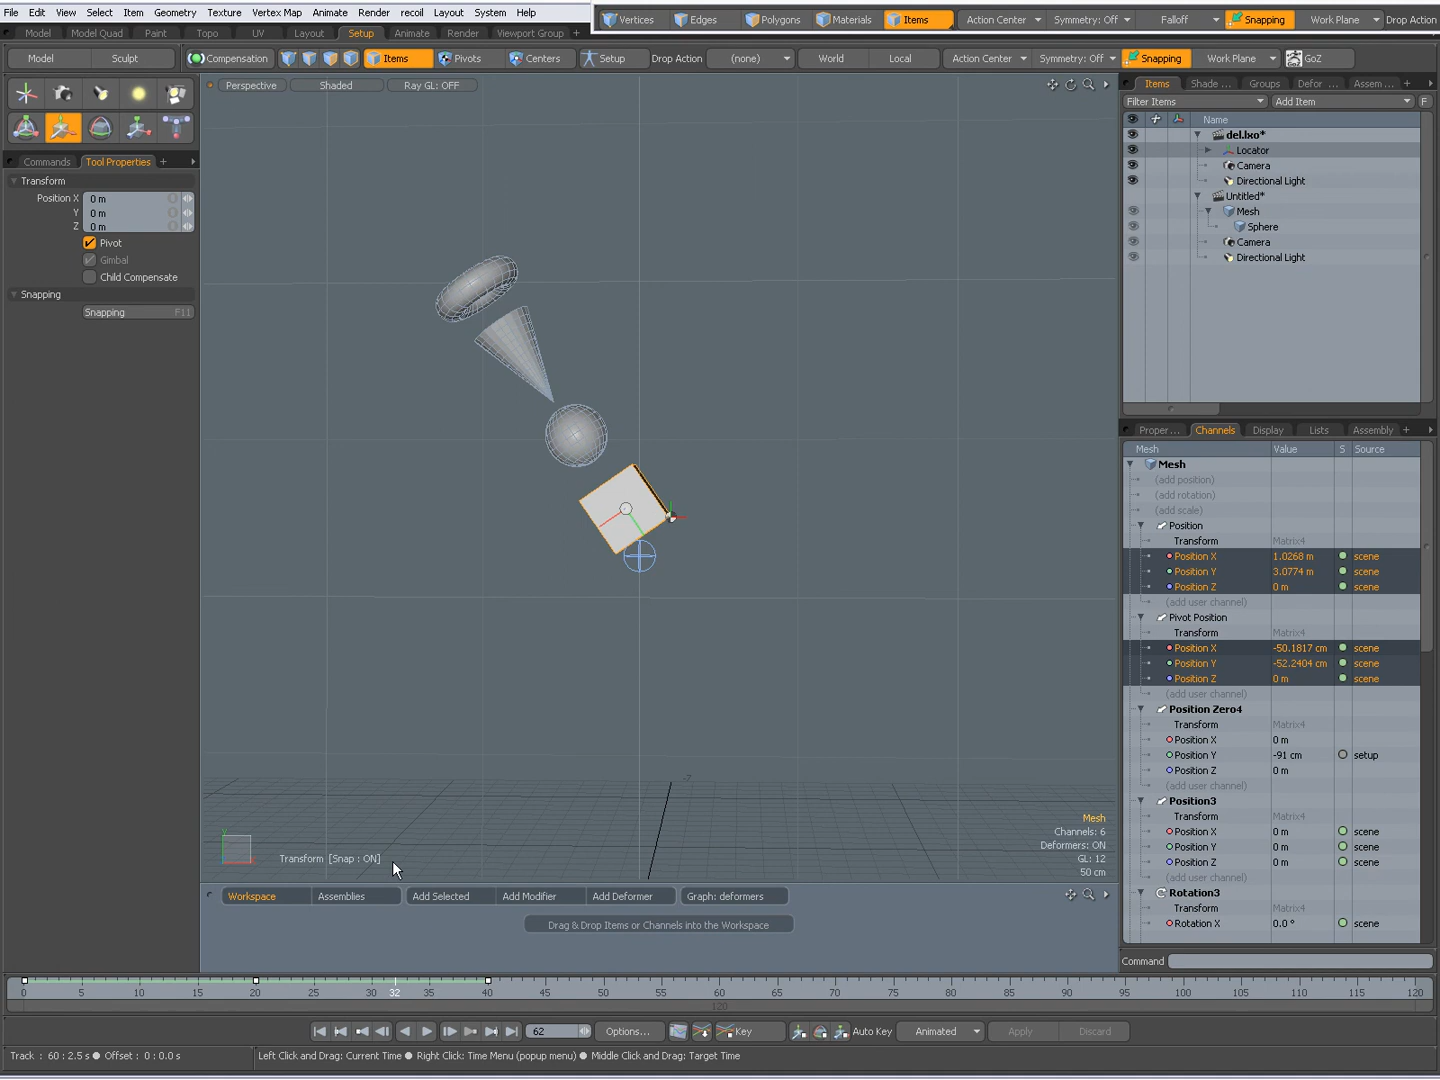 File Edit View Select Item Geometry Texture Vertex Map Animate Render recoil Layout System Help
Vertices Edges Polygons Materials Items Action Center Symmetry: Off Falloff Snapping Work Plane Drop Action
Model Model Quad Paint Topo UV Layout Setup Animate Render Viewport Group +
Model Sculpt Compensation Items Pivots Centers Setup Drop Action (none) World Local Action Center Symmetry: Off Snapping Work Plane GoZ
Perspective Shaded Ray GL: OFF
Items Shade ... Groups Defor ... Assem ... +
Filter Items Add Item F
Name
del.lxo*
Locator
Camera
Directional Light
Untitled*
Mesh
Sphere
Camera
Directional Light
Commands Tool Properties +
Transform
Position X 0 m
Y 0 m
Z 0 m
Pivot
Gimbal
Child Compensate
Snapping
Snapping F11
Proper ... Channels Display Lists Assembly +
Mesh Value S Source
Mesh
(add position)
(add rotation)
(add scale)
Position
Transform Matrix4
Position X 1.0268 m scene
Position Y 3.0774 m scene
Position Z 0 m scene
(add user channel)
Pivot Position
Transform Matrix4
Position X -50.1817 cm scene
Position Y -52.2404 cm scene
Position Z 0 m scene
(add user channel)
Position Zero4
Transform Matrix4
Position X 0 m
Position Y -91 cm setup
Position Z 0 m
(add user channel)
Position3
Transform Matrix4
Position X 0 m scene
Position Y 0 m scene
Position Z 0 m scene
(add user channel)
Rotation3
Transform Matrix4
Rotation X 0.0 ° scene
Mesh
Channels: 6
Deformers: ON
GL: 12
50 cm
Transform [Snap : ON]
Workspace Assemblies Add Selected Add Modifier Add Deformer Graph: deformers
Drag & Drop Items or Channels into the Workspace
Command
0 5 10 15 20 25 30 32 35 40 45 50 55 60 65 70 75 80 85 90 95 100 105 110 115 120
120
62 Options... Key Auto Key Animated Apply Discard
Track : 60 : 2.5 s Offset : 0 : 0.0 s Left Click and Drag: Current Time Right Click: Time Menu (popup menu) Middle Click and Drag: Target Time